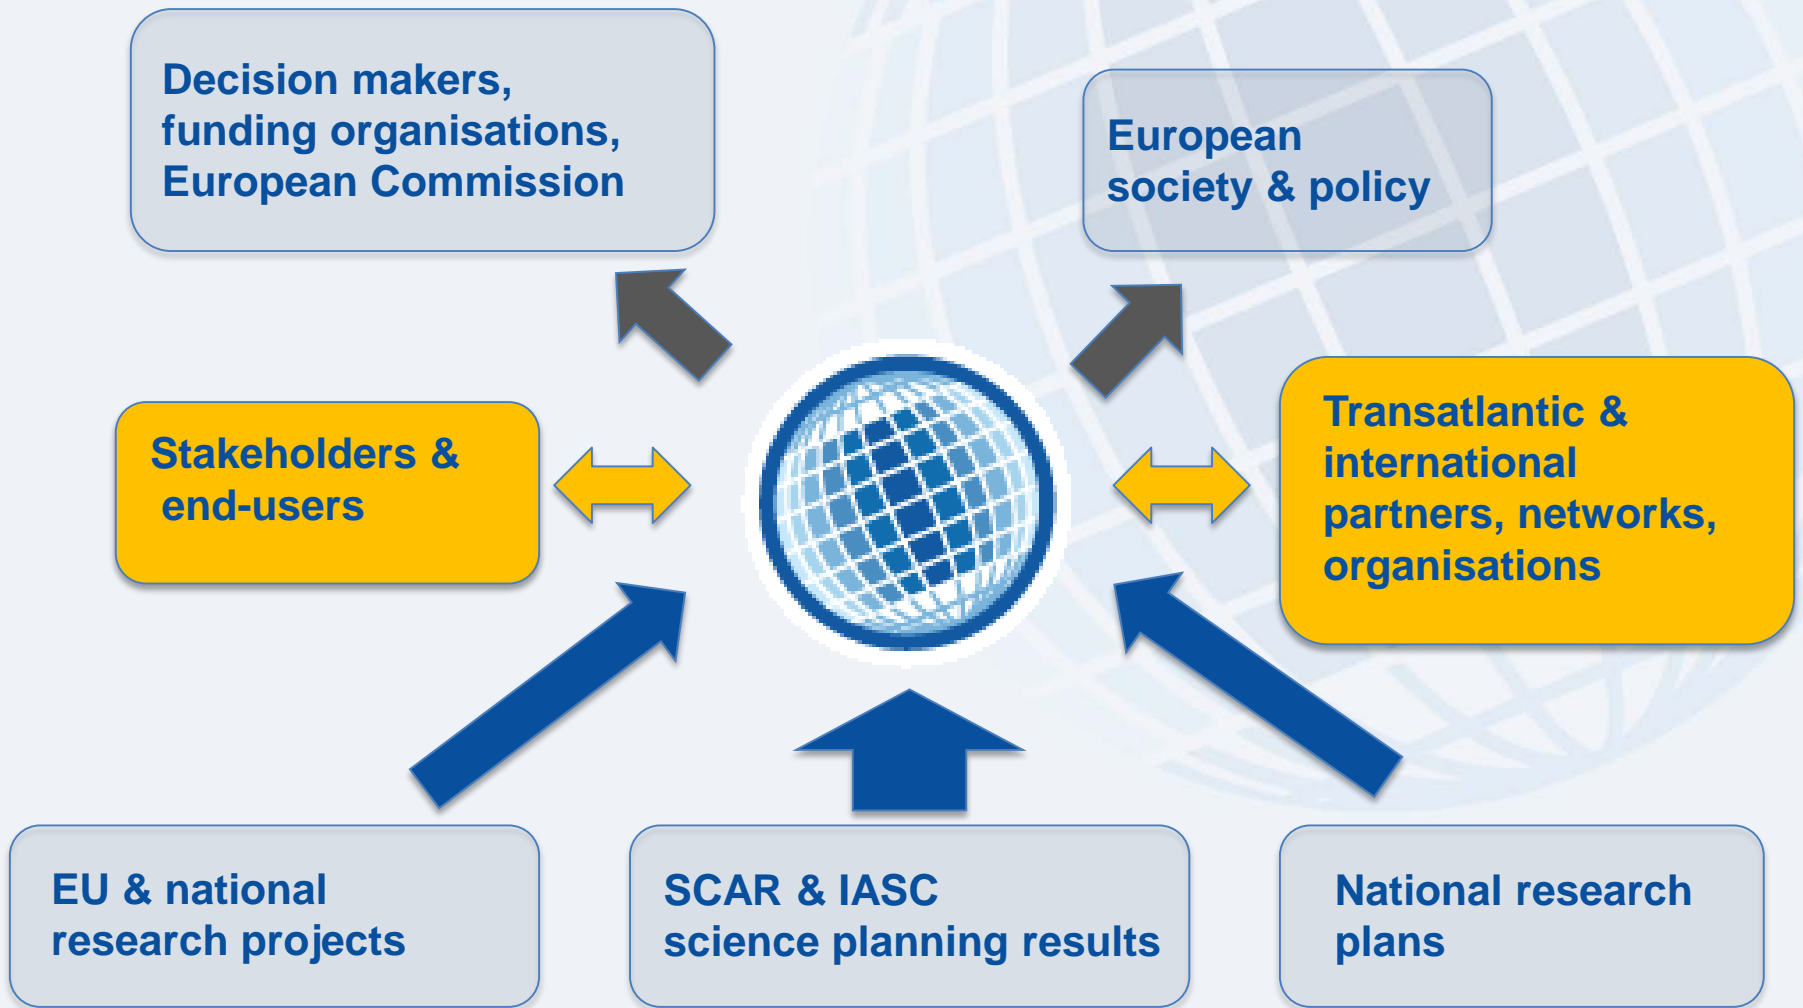 Decision makers,
funding organisations,
European Commission
European
society & policy
Stakeholders &
end-users
Transatlantic &
international
partners, networks,
organisations
EU & national
research projects
SCAR & IASC
science planning results
National research
plans